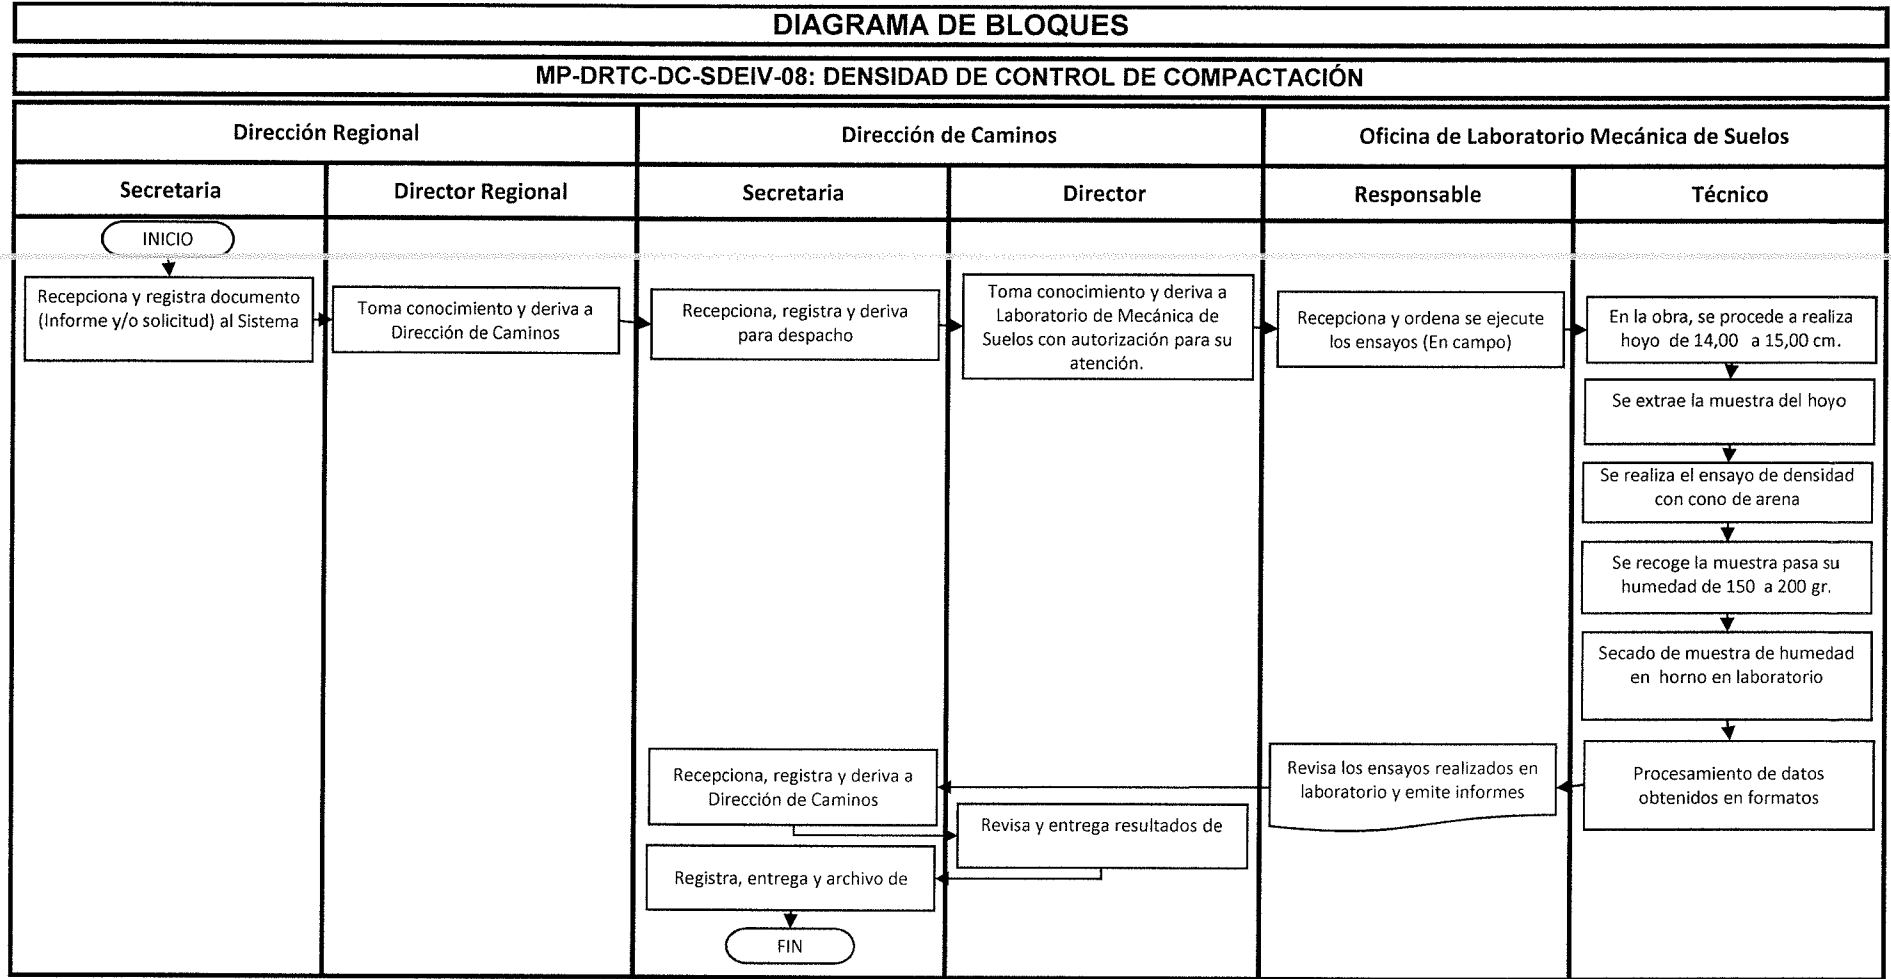 DIAGRAMA DE BLOQUES
MP-DRTC-DC-SDEIV-08: DENSIDAD DE CONTROL DE COMPACTACIÓN
Dirección Regional
Dirección de Caminos
Oficina de Laboratorio Mecánica de Suelos
Secretaria
Director Regional
Secretaria
Director
Responsable
Técnico
INICIO
Recepciona y registra documento
(Informe y/o solicitud) al Sistema
Toma conocimiento y deriva a
Dirección de Caminos
Recepciona, registra y deriva
para despacho
Toma conocimiento y deriva a
Laboratorio de Mecánica de
Suelos con autorización para su
atención.
Recepciona y ordena se ejecute
los ensayos (En campo)
En la obra, se procede a realiza
hoyo de 14,00 a 15,00 cm.
Se extrae la muestra del hoyo
Se realiza el ensayo de densidad
con cono de arena
Se recoge la muestra pasa su
humedad de 150 a 200 gr.
Secado de muestra de humedad
en horno en laboratorio
Procesamiento de datos
obtenidos en formatos
Revisa los ensayos realizados en
laboratorio y emite informes
Recepciona, registra y deriva a
Dirección de Caminos
Revisa y entrega resultados de
Registra, entrega y archivo de
FIN